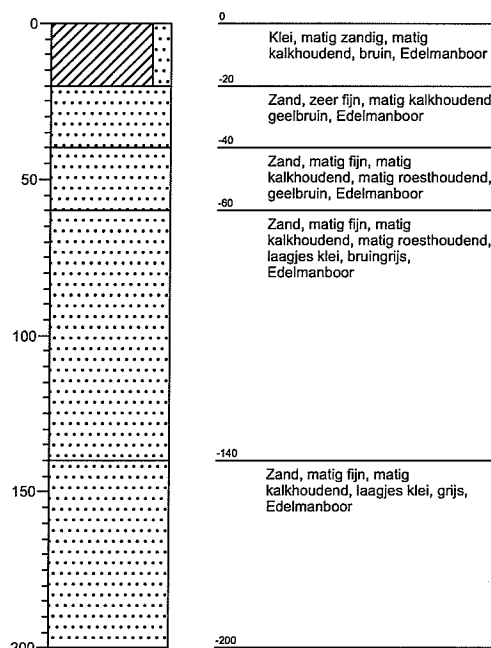 0
0
Klei, matig zandig, matig
kalkhoudend, bruin, Edelmanboor
-20
Zand, zeer fijn, matig kalkhoudend
geelbruin, Edelmanboor
-40
Zand, matig fijn, matig
kalkhoudend, matig roesthoudend,
geelbruin, Edelmanboor
50
-60
Zand, matig fijn, matig
kalkhoudend, matig roesthoudend,
laagjes klei, bruingrijs,
Edelmanboor
100
-140
Zand, matig fijn, matig
kalkhoudend, laagjes klei, grijs,
Edelmanboor
150
200
-200